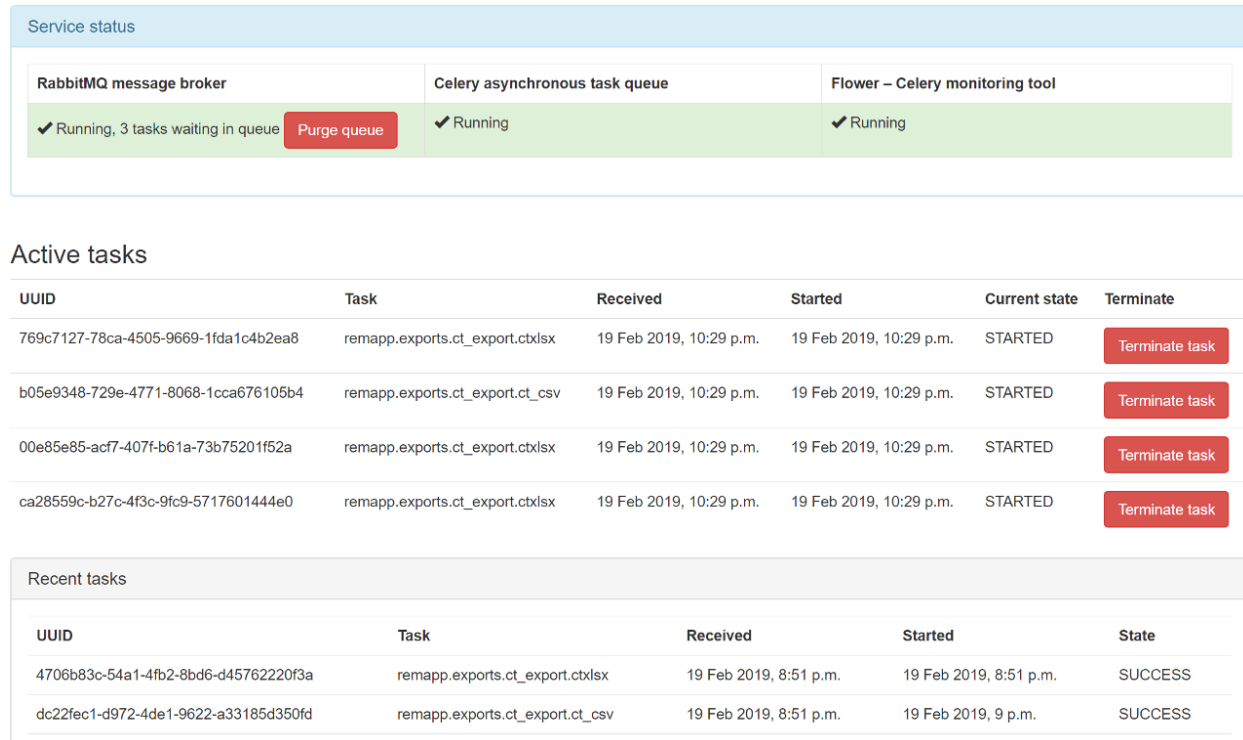 Service status
RabbitMQ message broker Celery asynchronous task queue Flower – Celery monitoring tool
✔ Running, 3 tasks waiting in queue Purge queue ✔ Running ✔ Running
Active tasks
UUID Task Received Started Current state Terminate
769c7127-78ca-4505-9669-1fda1c4b2ea8 remapp.exports.ct_export.ctxlsx 19 Feb 2019, 10:29 p.m. 19 Feb 2019, 10:29 p.m. STARTED Terminate task
b05e9348-729e-4771-8068-1cca676105b4 remapp.exports.ct_export.ct_csv 19 Feb 2019, 10:29 p.m. 19 Feb 2019, 10:29 p.m. STARTED Terminate task
00e85e85-acf7-407f-b61a-73b75201f52a remapp.exports.ct_export.ctxlsx 19 Feb 2019, 10:29 p.m. 19 Feb 2019, 10:29 p.m. STARTED Terminate task
ca28559c-b27c-4f3c-9fc9-5717601444e0 remapp.exports.ct_export.ctxlsx 19 Feb 2019, 10:29 p.m. 19 Feb 2019, 10:29 p.m. STARTED Terminate task
Recent tasks
UUID Task Received Started State
4706b83c-54a1-4fb2-8bd6-d45762220f3a remapp.exports.ct_export.ctxlsx 19 Feb 2019, 8:51 p.m. 19 Feb 2019, 8:51 p.m. SUCCESS
dc22fec1-d972-4de1-9622-a33185d350fd remapp.exports.ct_export.ct_csv 19 Feb 2019, 8:51 p.m. 19 Feb 2019, 9 p.m. SUCCESS